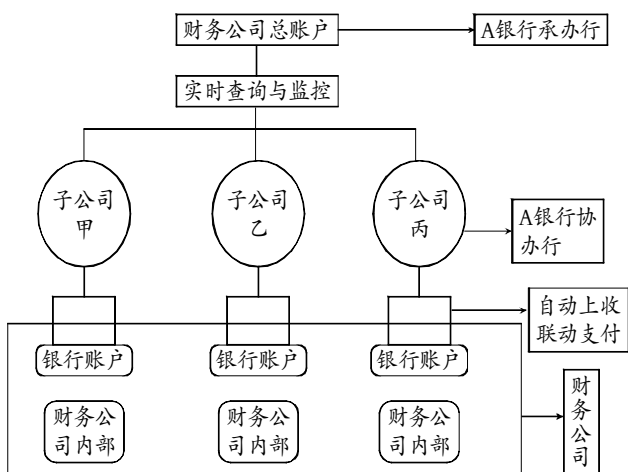 财务公司总账户
A银行承办行
实时查询与监控
子公司
甲
子公司
乙
子公司
丙
A银行协
办行
自动上收
联动支付
银行账户
银行账户
银行账户
财务公
司内部
财务公
司内部
财务公
司内部
财
务
公
司